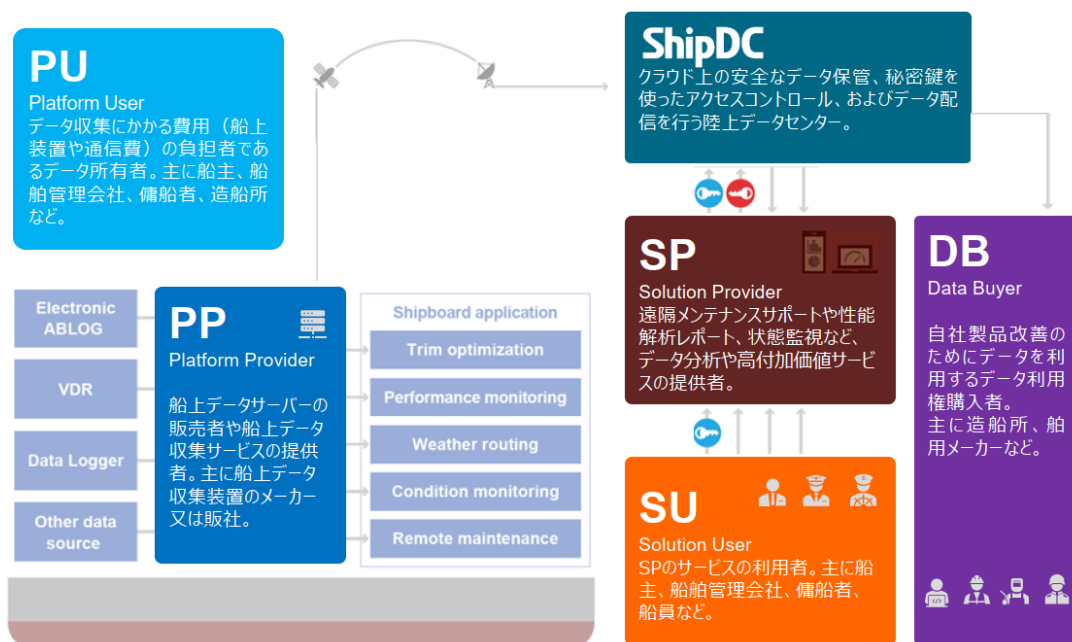 PU
Platform User
データ収集にかかる費用（船上
装置や通信費）の負担者であ
るデータ所有者。主に船主、船
舶管理会社、傭船者、造船所
など。
ShipDC
クラウド上の安全なデータ保管、秘密鍵を
使ったアクセスコントロール、およびデータ配
信を行う陸上データセンター。
Electronic
ABLOG
VDR
Data Logger
Other data
source
PP
Platform Provider
船上データサーバーの
販売者や船上データ
収集サービスの提供
者。主に船上データ
収集装置のメーカー
又は販社。
Shipboard application
Trim optimization
Performance monitoring
Weather routing
Condition monitoring
Remote maintenance
SP
Solution Provider
遠隔メンテナンスサポートや性能
解析レポート、状態監視など、
データ分析や高付加価値サービ
スの提供者。
SU
Solution User
SPのサービスの利用者。主に船
主、船舶管理会社、傭船者、
船員など。
DB
Data Buyer
自社製品改善の
ためにデータを利
用するデータ利用
権購入者。
主に造船所、舶
用メーカーなど。